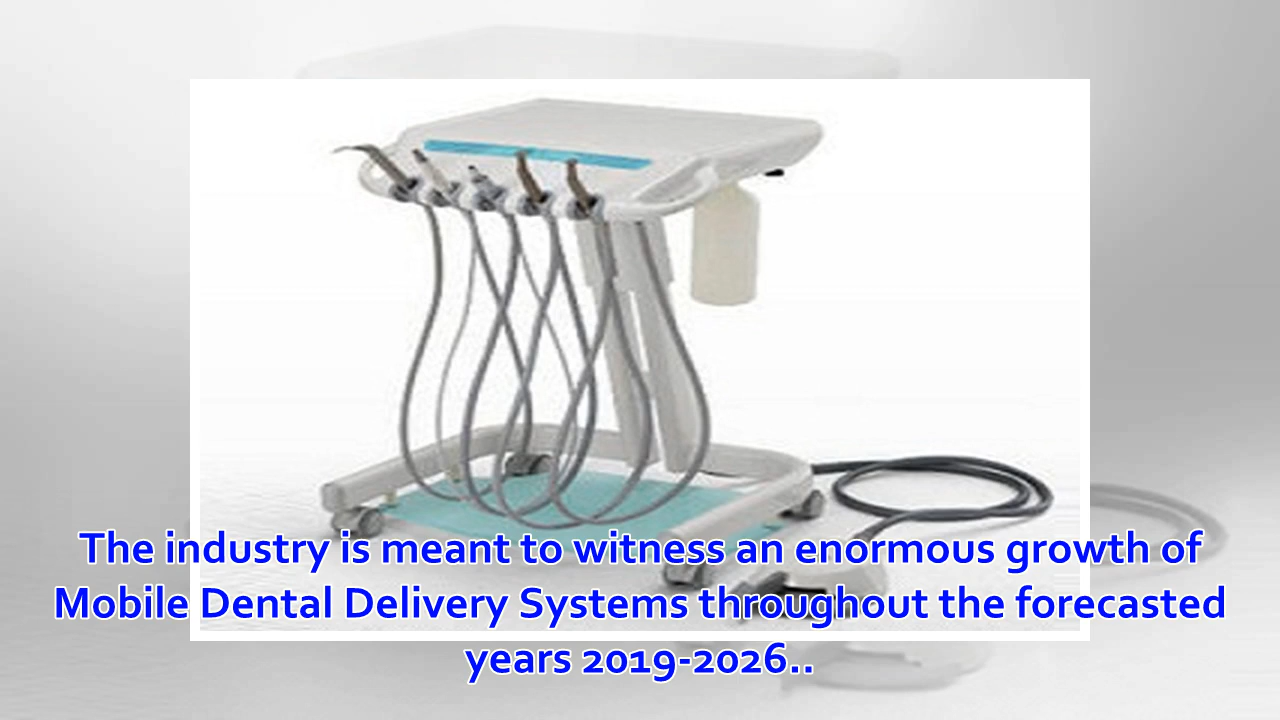 The industry is meant to witness an enormous growth of
Mobile Dental Delivery Systems throughout the forecasted
years 2019-2026..